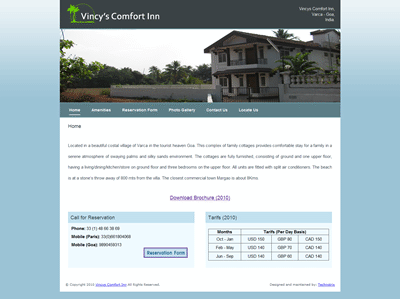 Vincy's Comfort Inn
Vincys Comfort Inn,
Varca - Goa,
India.
Home Amenities Reservation Form Photo Gallery Contact Us Locate Us
Home
Located in a beautiful costal village of Varca in the tourist heaven Goa. This complex of family cottages provides comfortable stay for a family in a
serene atmosphere of swaying palms and silky sands environment. The cottages are fully furnished, consisting of ground and one upper floor,
having a living/dining/kitchen/store on ground floor and three bedrooms on the upper floor. All units are fitted with split air conditioners. The beach is
at a stone's throw away of 800 mts from the villa. The closest commercial town Margao is about 9Kms.
Download Brochure (2010)
Call for Reservation
Phone: 33 (1) 48 86 38 68
Mobile (Paris): 
Mobile (Goa): 9890458313
Reservation Form
Tariffs (2010)
Months Tariffs (Per Day Basis)
Oct - Jan USD 150 GBP 80 CAD 150
Feb - May USD 140 GBP 70 CAD 140
Jun - Sep USD 140 GBP 60 CAD 140
© Copyright 2010 Vincys Comfort Inn All Rights Reserved.
Designed and maintained by: